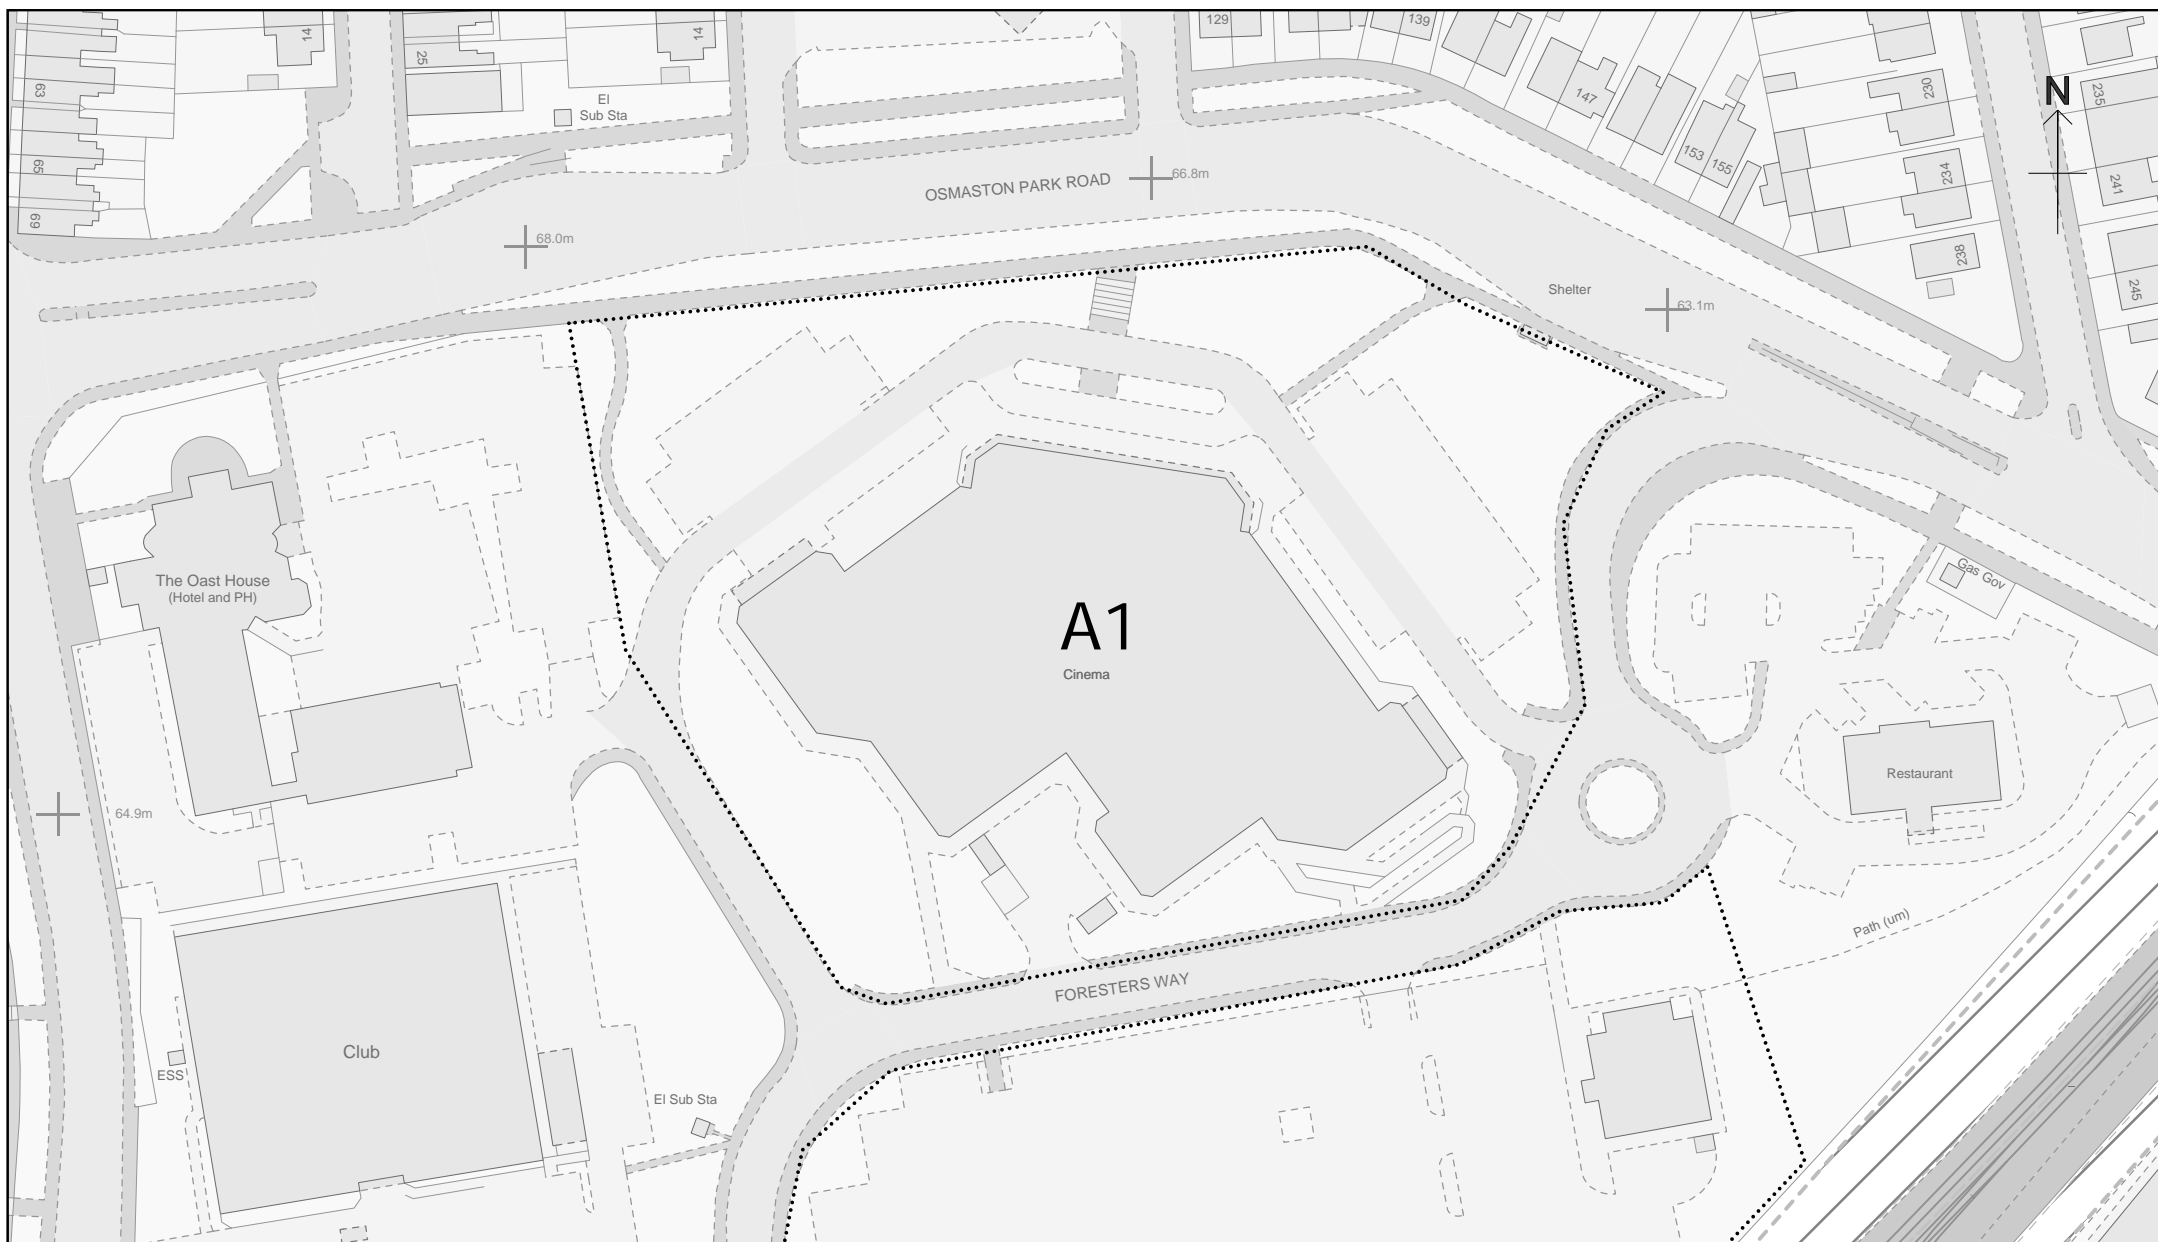 129
139
14
14
25
63
El
Sub Sta
147
230
235
N
65
153
155
234
241
66.8m
OSMASTON PARK ROAD
69
68.0m
238
245
Shelter
63.1m
The Oast House
(Hotel and PH)
Gas Gov
A1
Cinema
Restaurant
64.9m
Path (um)
FORESTERS WAY
Club
ESS
El Sub Sta